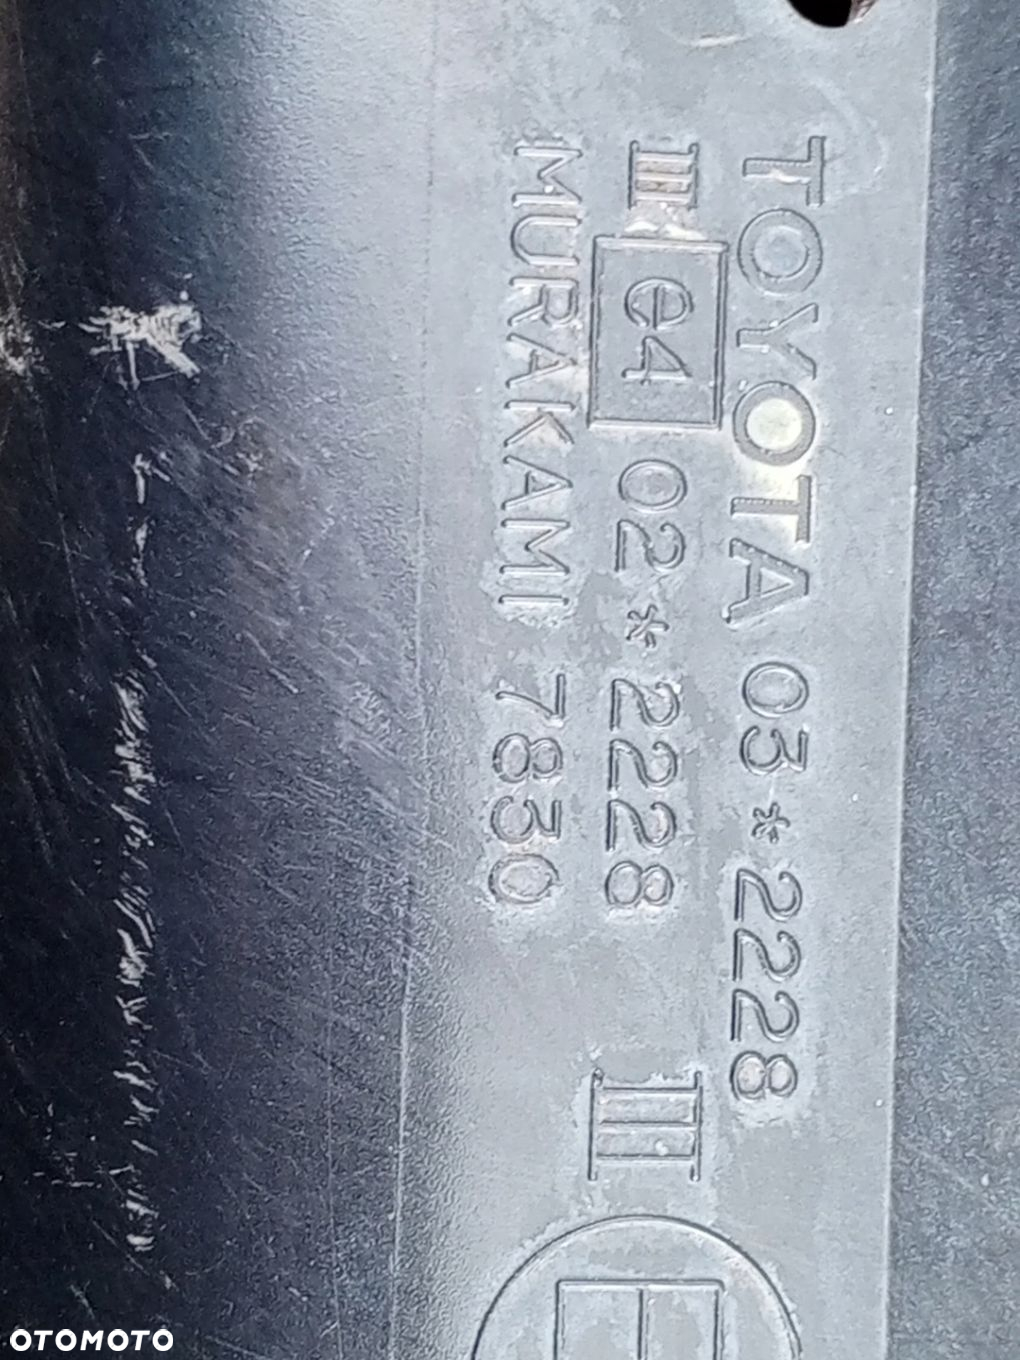 TOYOTA 03*2228
III e4 02*2228 III E
MURAKAMI 7830
OTOMOTO